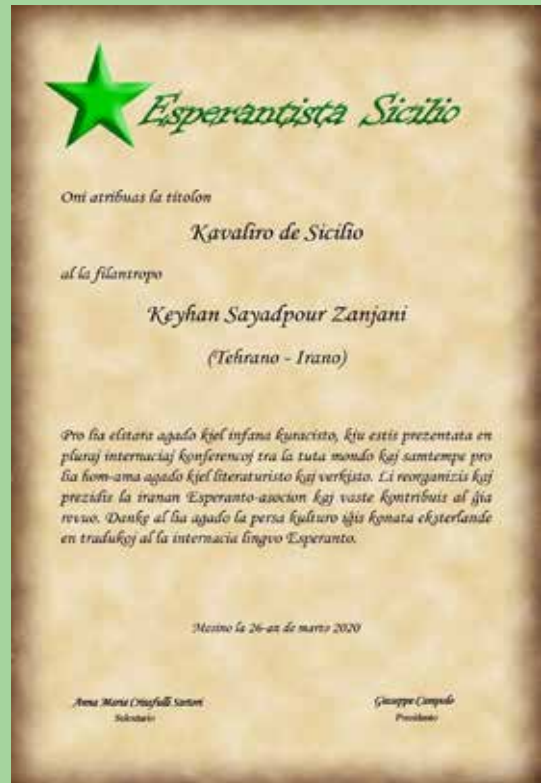 Esperantista Sicilio
Oni atribuas la titolon
Kavaliro de Sicilio
al la filantropo
Keyhan Sayadpour Zanjani
(Tehrano - Irano)
Pro lia elstara agado kiel infana kuracisto, kiu estis prezentata en
pluraj internaciaj konferencoj tra la tuta mondo kaj samtempe pro
lia hom-ama agado kiel literaturisto kaj verkisto. Li reorganizis kaj
prezidis la iranan Esperanto-asocion kaj vaste kontribuis al ĝia
revuo. Danke al lia agado la persa kulturo iĝis konata eksterlande
en tradukoj al la internacia lingvo Esperanto.
Mesino la 26-an de marto 2020
Anna Maria Crisafulli Sartori Giuseppe Campolo
Sekretario Prezidanto